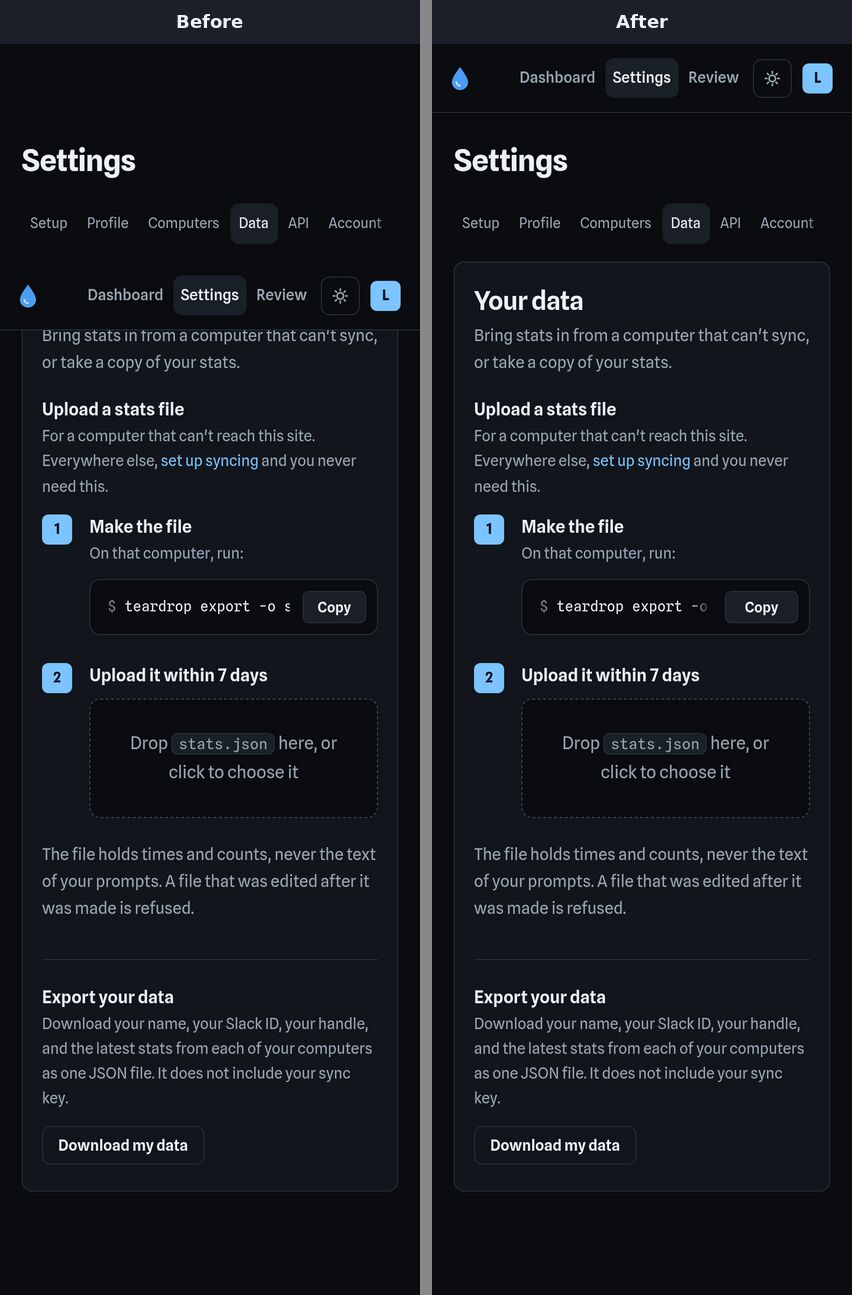 Before
Settings
Setup Profile Computers Data API Account
Dashboard Settings Review L
Bring stats in from a computer that can't sync,
or take a copy of your stats.
Upload a stats file
For a computer that can't reach this site.
Everywhere else, set up syncing and you never
need this.
1 Make the file
On that computer, run:
$ teardrop export -o s Copy
2 Upload it within 7 days
Drop stats.json here, or
click to choose it
The file holds times and counts, never the text
of your prompts. A file that was edited after it
was made is refused.
Export your data
Download your name, your Slack ID, your handle,
and the latest stats from each of your computers
as one JSON file. It does not include your sync
key.
Download my data
After
Dashboard Settings Review L
Settings
Setup Profile Computers Data API Account
Your data
Bring stats in from a computer that can't sync,
or take a copy of your stats.
Upload a stats file
For a computer that can't reach this site.
Everywhere else, set up syncing and you never
need this.
1 Make the file
On that computer, run:
$ teardrop export -o Copy
2 Upload it within 7 days
Drop stats.json here, or
click to choose it
The file holds times and counts, never the text
of your prompts. A file that was edited after it
was made is refused.
Export your data
Download your name, your Slack ID, your handle,
and the latest stats from each of your computers
as one JSON file. It does not include your sync
key.
Download my data